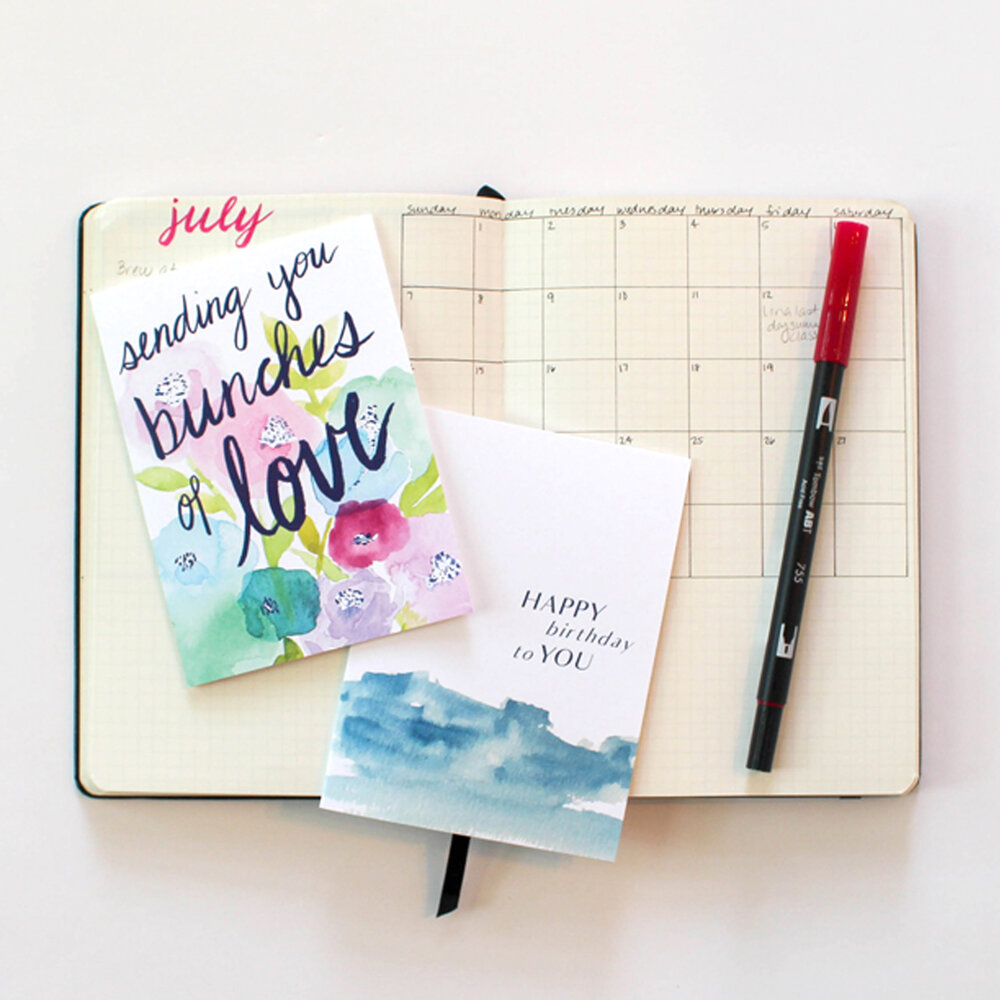 july
Brew at
sending you
bunches
of love
HAPPY
birthday
to YOU
sunday monday tuesday wednesday thursday friday saturday
1 2 3 4 5
7 8 9 10 11 12
last
day
class
15 16 17 18 19
24 25 26 27
Tombow ABT
755